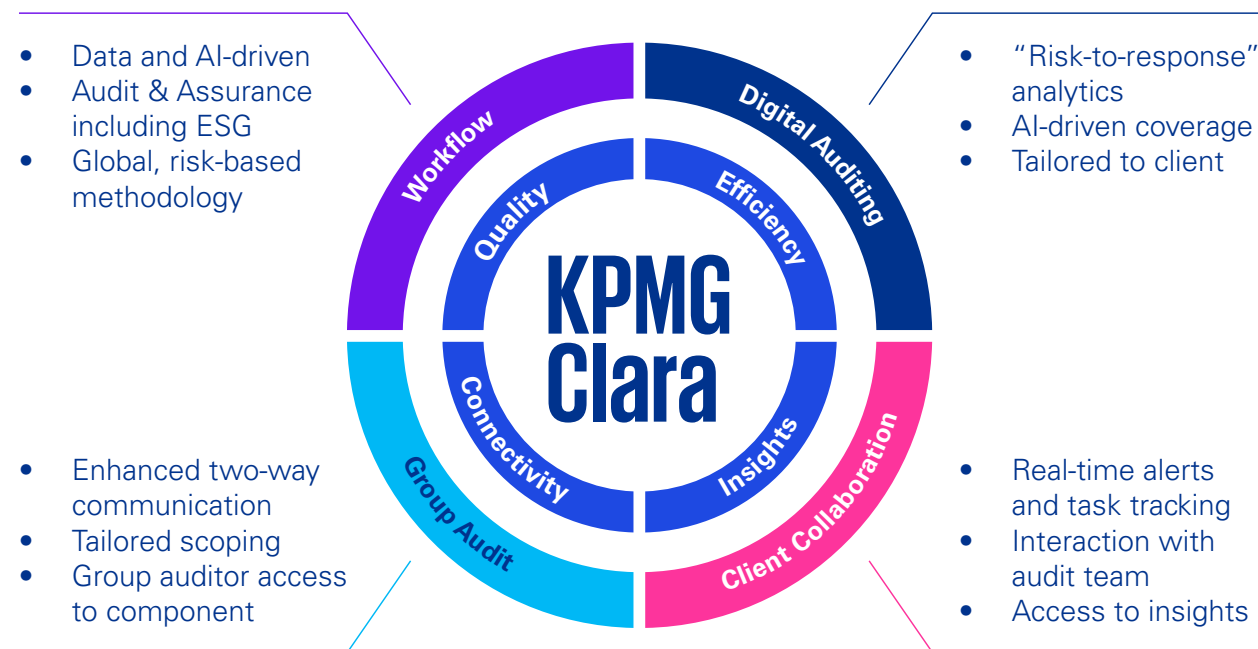 • Data and AI-driven
• Audit & Assurance
including ESG
• Global, risk-based
methodology
• “Risk-to-response”
analytics
• AI-driven coverage
• Tailored to client
Workflow
Digital Auditing
Quality
Efficiency
KPMG
Clara
Connectivity
Insights
Group Audit
Client Collaboration
• Enhanced two-way
communication
• Tailored scoping
• Group auditor access
to component
• Real-time alerts
and task tracking
• Interaction with
audit team
• Access to insights